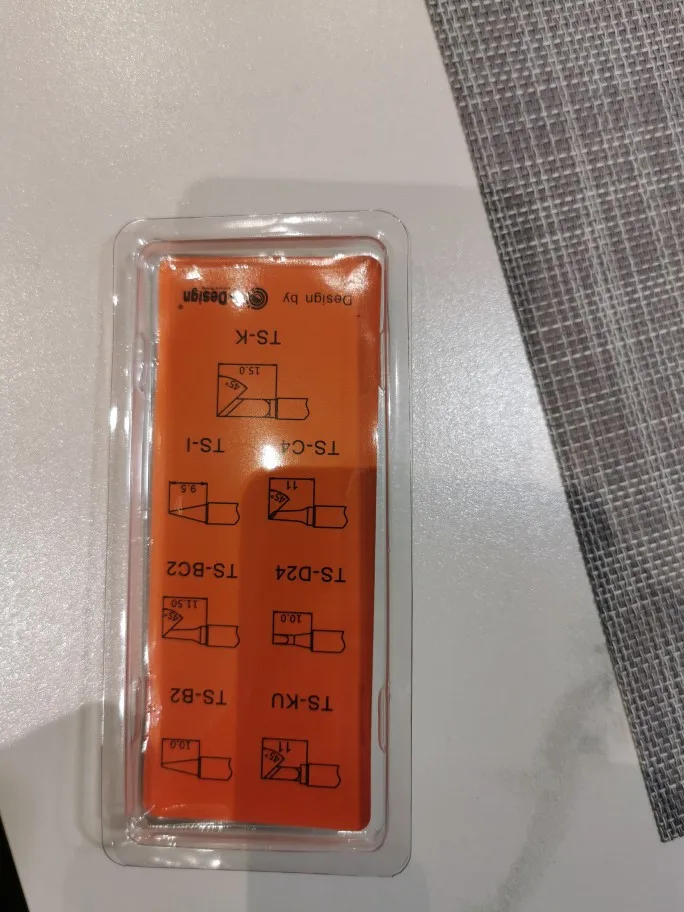 45° 10.0
11
TS-KU TS-B2
45°
10.0 11.50
TS-D24 TS-BC2
45°
11 9.5
TS-C4 TS-I
45°
15.0
TS-K
Design by -Design®